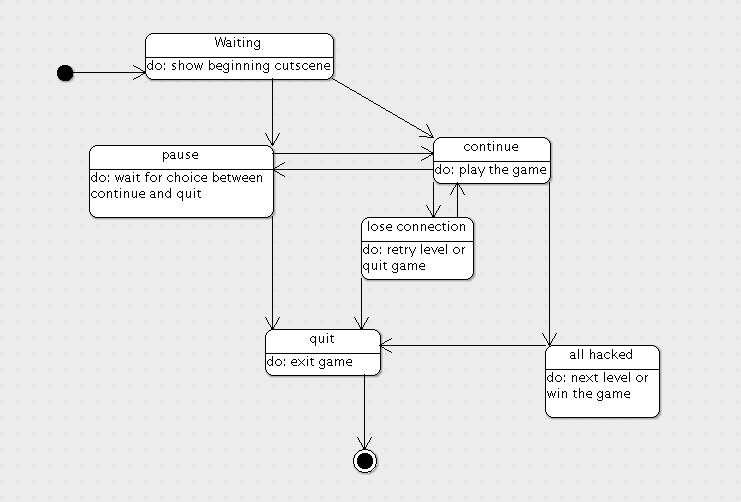 Waiting
do: show beginning cutscene
pause
do: wait for choice between
continue and quit
continue
do: play the game
lose connection
do: retry level or
quit game
quit
do: exit game
all hacked
do: next level or
win the game